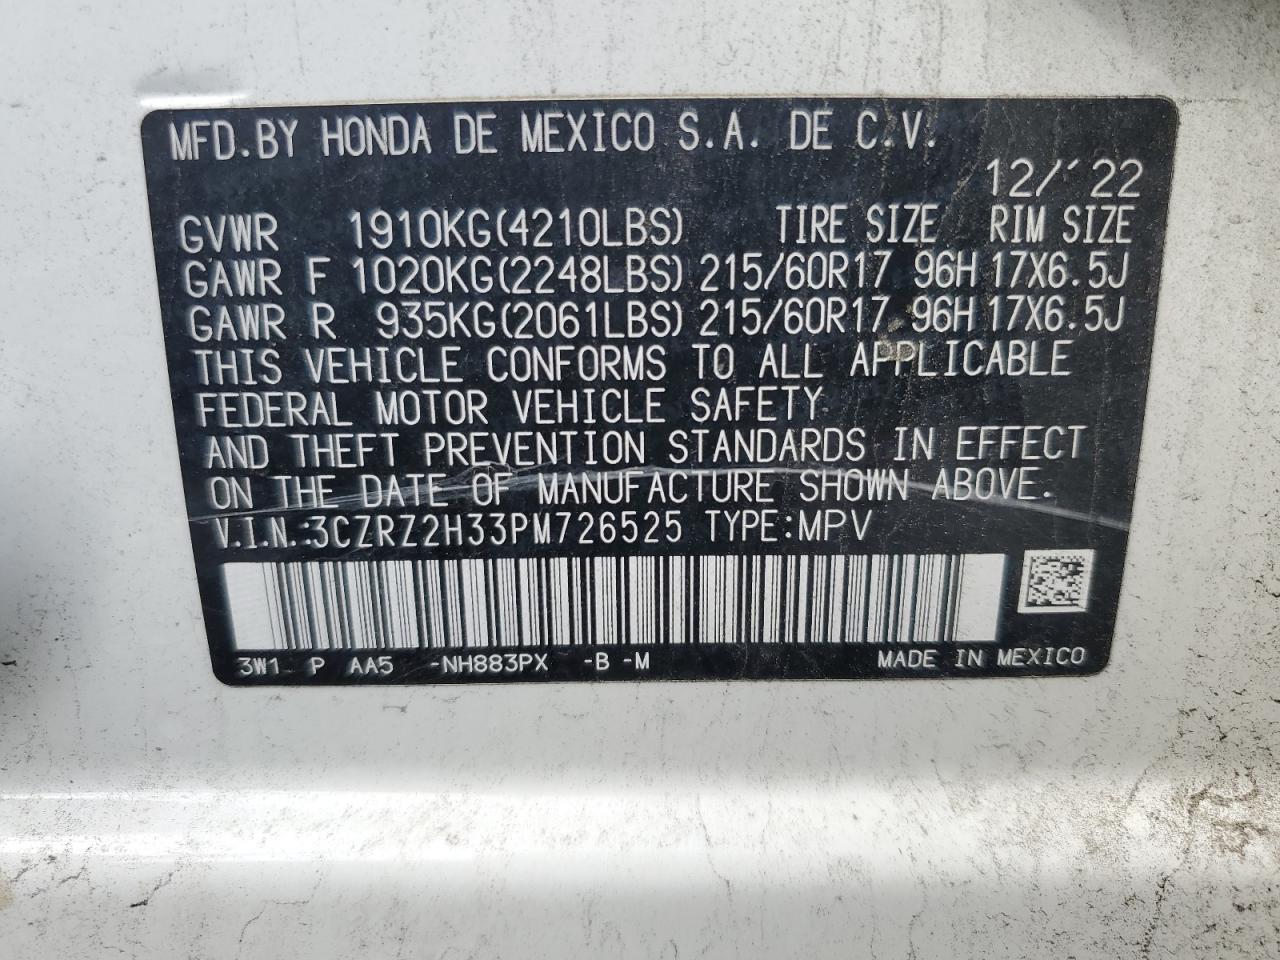 MFD.BY HONDA DE MEXICO S.A. DE C.V.
12/'22
GVWR 1910KG(4210LBS) TIRE SIZE RIM SIZE
GAWR F 1020KG(2248LBS) 215/60R17 96H 17X6.5J
GAWR R 935KG(2061LBS) 215/60R17 96H 17X6.5J
THIS VEHICLE CONFORMS TO ALL APPLICABLE
FEDERAL MOTOR VEHICLE SAFETY
AND THEFT PREVENTION STANDARDS IN EFFECT
ON THE DATE OF MANUFACTURE SHOWN ABOVE.
V.I.N.:3CZRZ2H33PM726525 TYPE:MPV
3W1 P AA5 -NH883PX -B -M MADE IN MEXICO